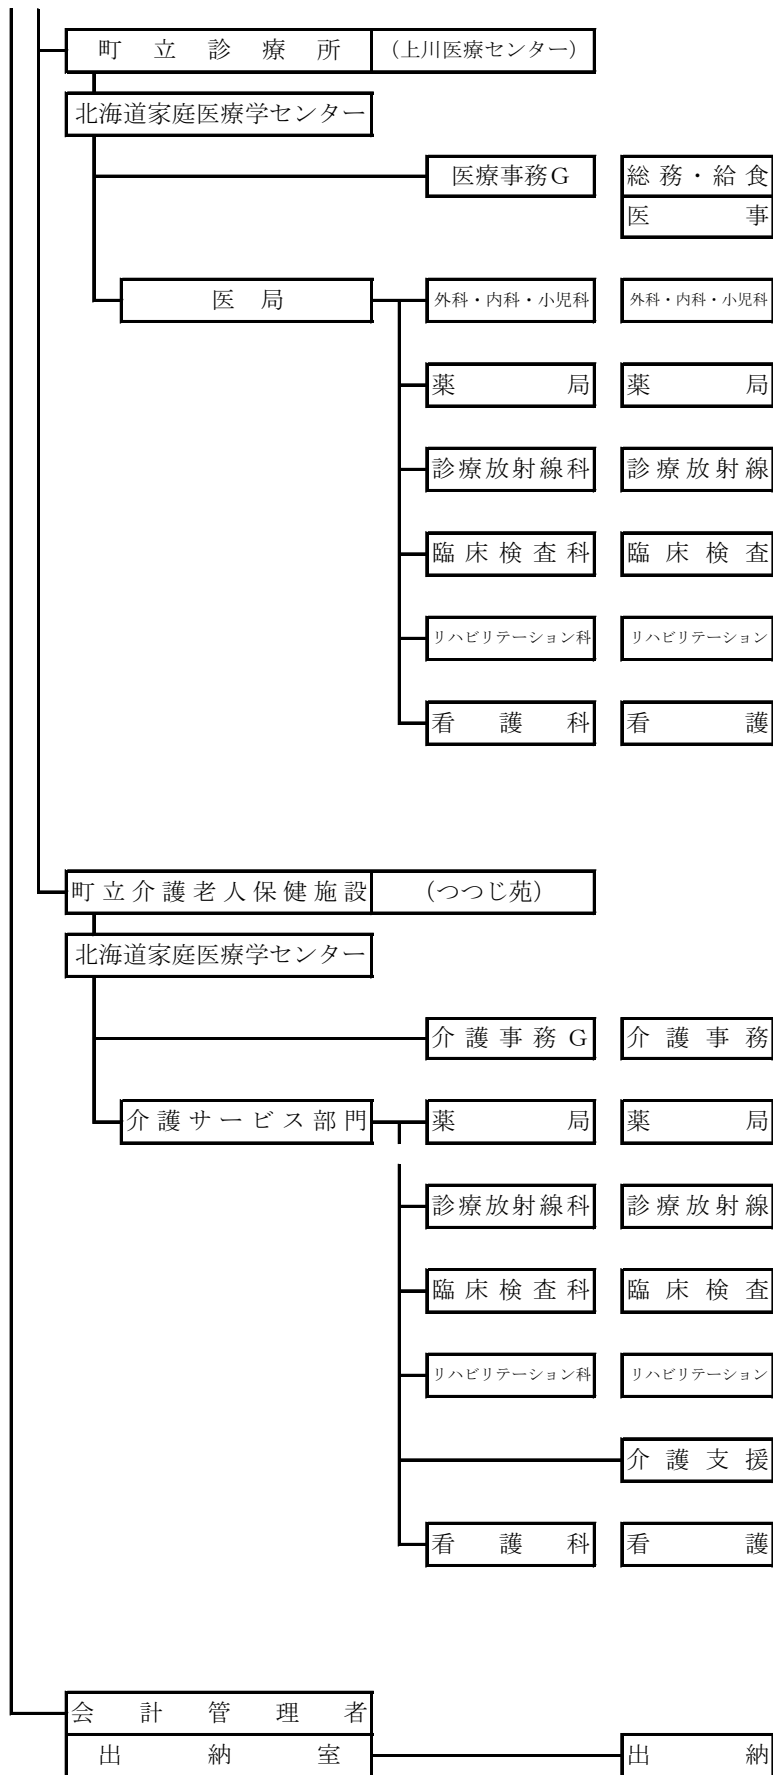 町立診療所 （上川医療センター）
北海道家庭医療学センター
医療事務G 総務・給食
医事
医局 外科・内科・小児科 外科・内科・小児科
薬局 薬局
診療放射線科 診療放射線
臨床検査科 臨床検査
リハビリテーション科 リハビリテーション
看護科 看護
町立介護老人保健施設 （つつじ苑）
北海道家庭医療学センター
介護事務G 介護事務
介護サービス部門 薬局 薬局
診療放射線科 診療放射線
臨床検査科 臨床検査
リハビリテーション科 リハビリテーション
介護支援
看護科 看護
会計管理者
出納室 出納